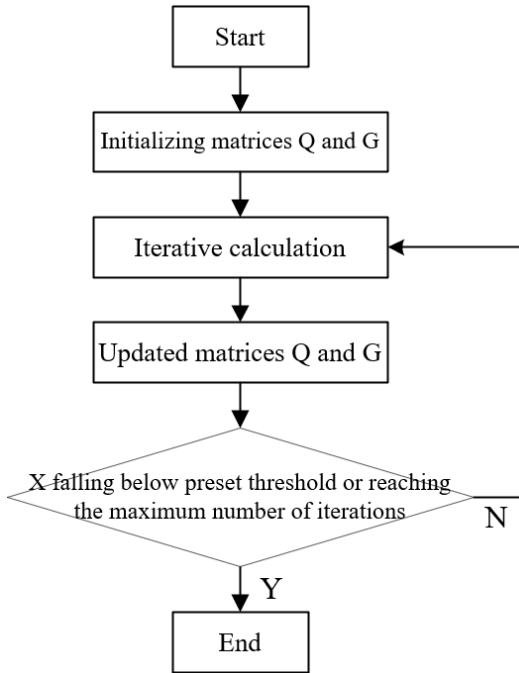 Start
Initializing matrices Q and G
Iterative calculation
Updated matrices Q and G
X falling below preset threshold or reaching
the maximum number of iterations
N
Y
End